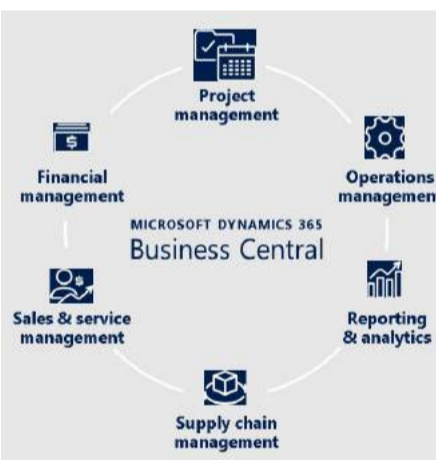 Project
management
Financial
management
Operations
managemen
MICROSOFT DYNAMICS 365
Business Central
Sales & service
management
Reporting
& analytics
Supply chain
management